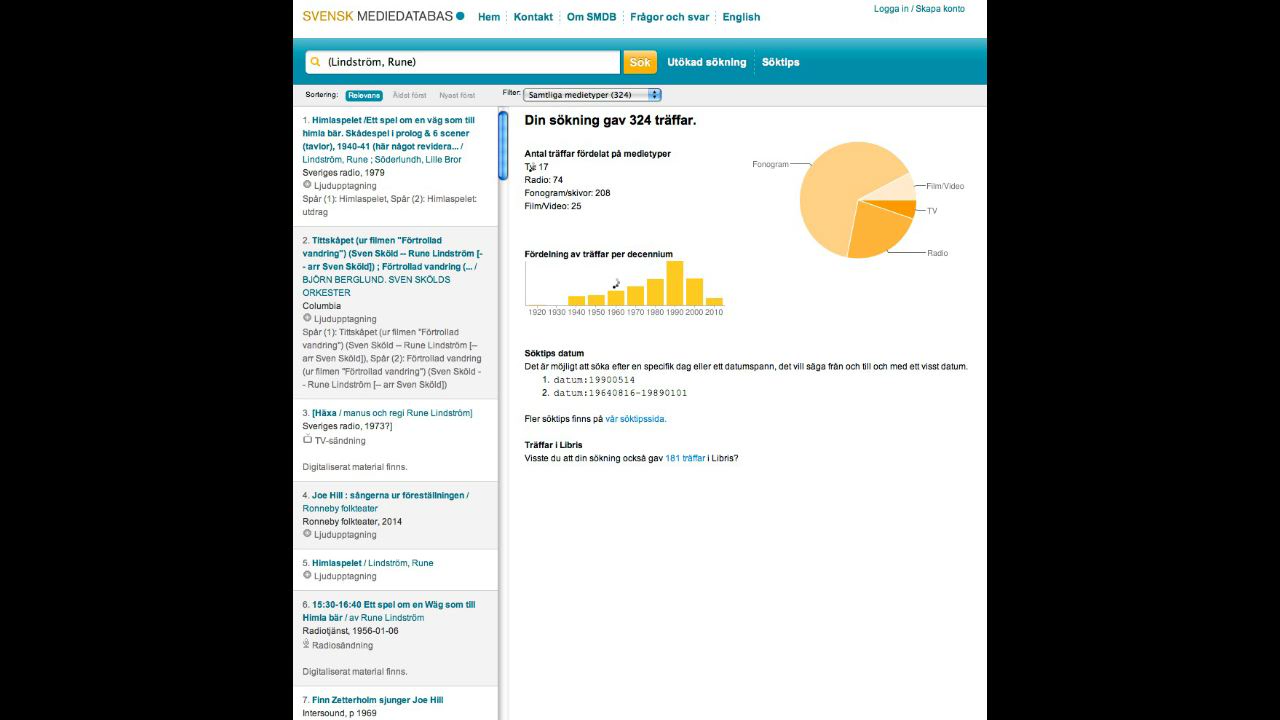 SVENSK MEDIEDATABAS
Hem
Kontakt
Om SMDB
Frågor och svar
English
Logga in / Skapa konto
(Lindström, Rune)
Sök
Utökad sökning
Söktips
Sortering:
Relevans
Äldst först
Nyast först
Filter:
Samtliga medietyper (324)
1. Himlaspelet /Ett spel om en väg som till
himla bär. Skådespel i prolog & 6 scener
(tavlor), 1940-41 (här något revidera... /
Lindström, Rune ; Söderlundh, Lille Bror
Sveriges radio, 1979
Ljudupptagning
Spår (1): Himlaspelet, Spår (2): Himlaspelet:
utdrag
2. Tittskåpet (ur filmen "Förtrollad
vandring") (Sven Sköld -- Rune Lindström [-
- arr Sven Sköld]) ; Förtrollad vandring (... /
BJÖRN BERGLUND. SVEN SKÖLDS
ORKESTER
Columbia
Ljudupptagning
Spår (1): Tittskåpet (ur filmen "Förtrollad
vandring") (Sven Sköld -- Rune Lindström [--
arr Sven Sköld]), Spår (2): Förtrollad vandring
(ur filmen "Förtrollad vandring") (Sven Sköld -
- Rune Lindström [-- arr Sven Sköld])
3. [Häxa / manus och regi Rune Lindström]
Sveriges radio, 1973?]
TV-sändning
Digitaliserat material finns.
4. Joe Hill : sångerna ur föreställningen /
Ronneby folkteater
Ronneby folkteater, 2014
Ljudupptagning
5. Himlaspelet / Lindström, Rune
Ljudupptagning
6. 15:30-16:40 Ett spel om en Wäg som till
Himla bär / av Rune Lindström
Radiotjänst, 1956-01-06
Radiosändning
Digitaliserat material finns.
7. Finn Zetterholm sjunger Joe Hill
Intersound, p 1969
Din sökning gav 324 träffar.
Antal träffar fördelat på medietyper
17
Radio: 74
Fonogram/skivor: 208
Film/Video: 25
Fonogram
Film/Video
TV
Radio
Fördelning av träffar per decennium
1920 1930 1940 1950 1960 1970 1980 1990 2000 2010
Söktips datum
Det är möjligt att söka efter en specifik dag eller ett datumspann, det vill säga från och till och med ett visst datum.
1. datum:19900514
2. datum:19640816-19890101
Fler söktips finns på vår söktipssida.
Träffar i Libris
Visste du att din sökning också gav 181 träffar i Libris?